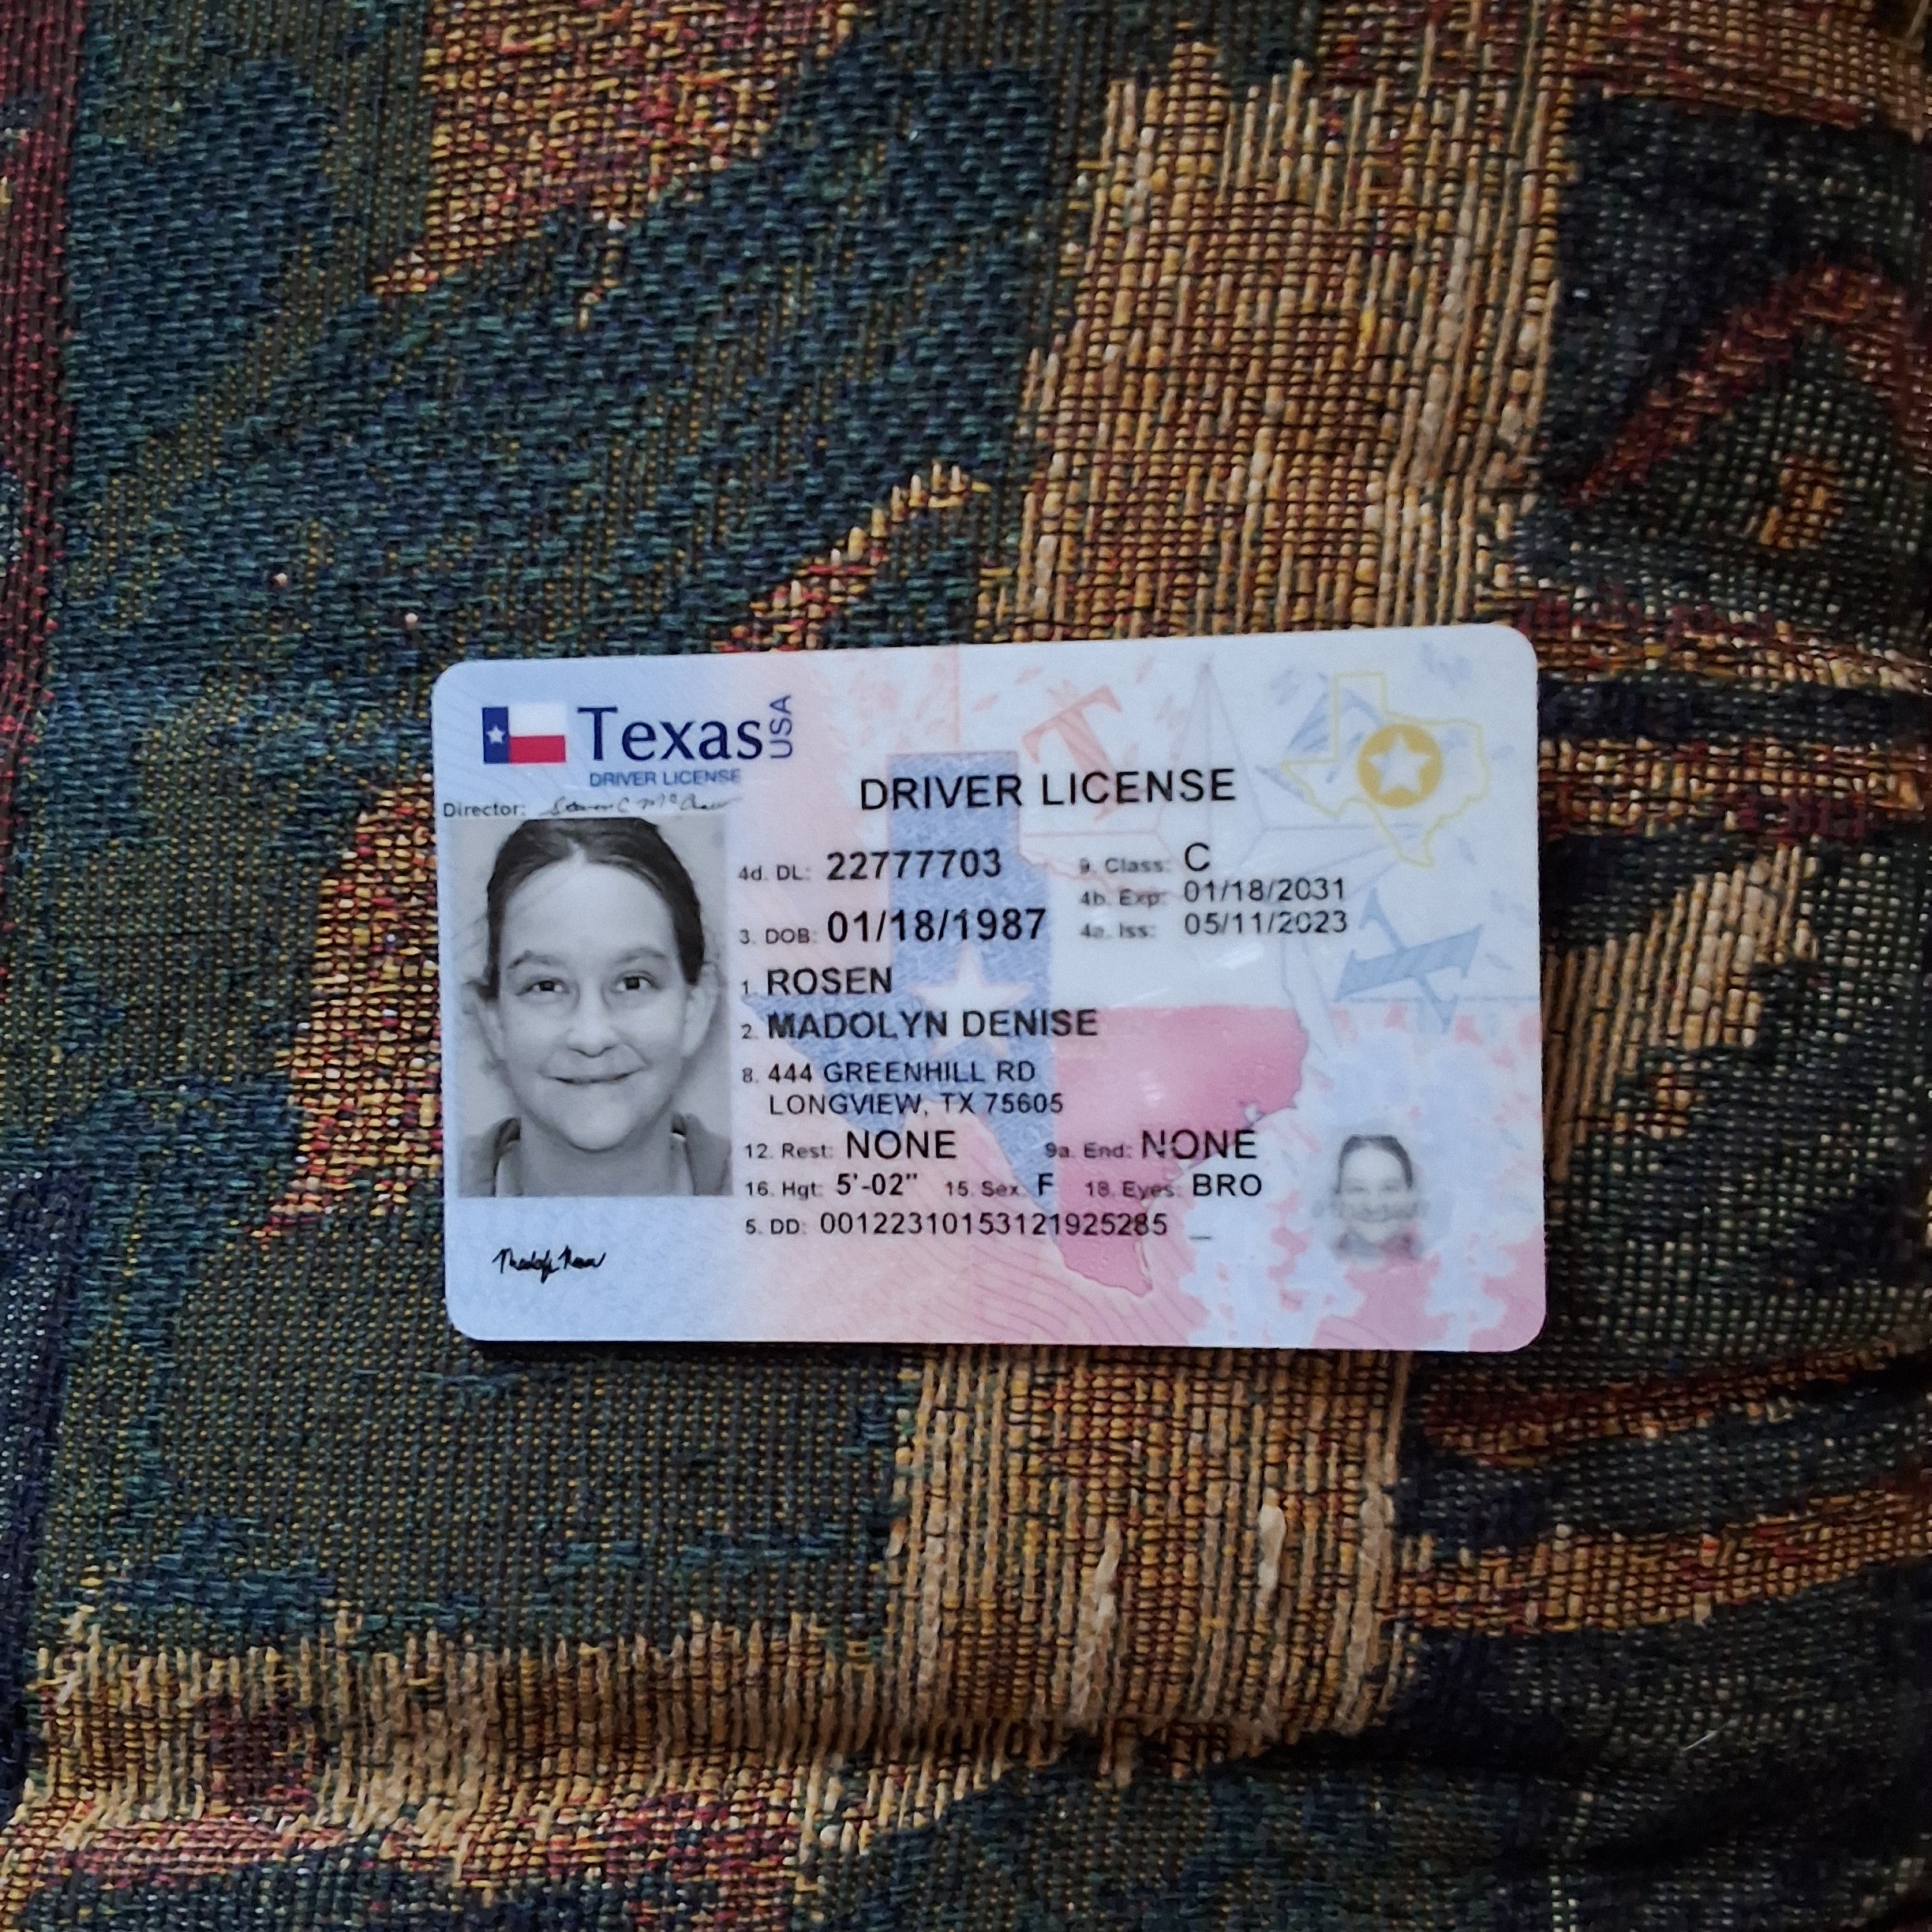 Texas USA
DRIVER LICENSE
Director:
DRIVER LICENSE
4d. DL: 22777703
9. Class: C
4b. Exp: 01/18/2031
3. DOB: 01/18/1987
4a. Iss: 05/11/2023
1. ROSEN
2. MADOLYN DENISE
8. 444 GREENHILL RD
LONGVIEW, TX 75605
12. Rest: NONE 9a. End: NONE
16. Hgt: 5'-02" 15. Sex: F 18. Eyes: BRO
5. DD: 00122310153121925285